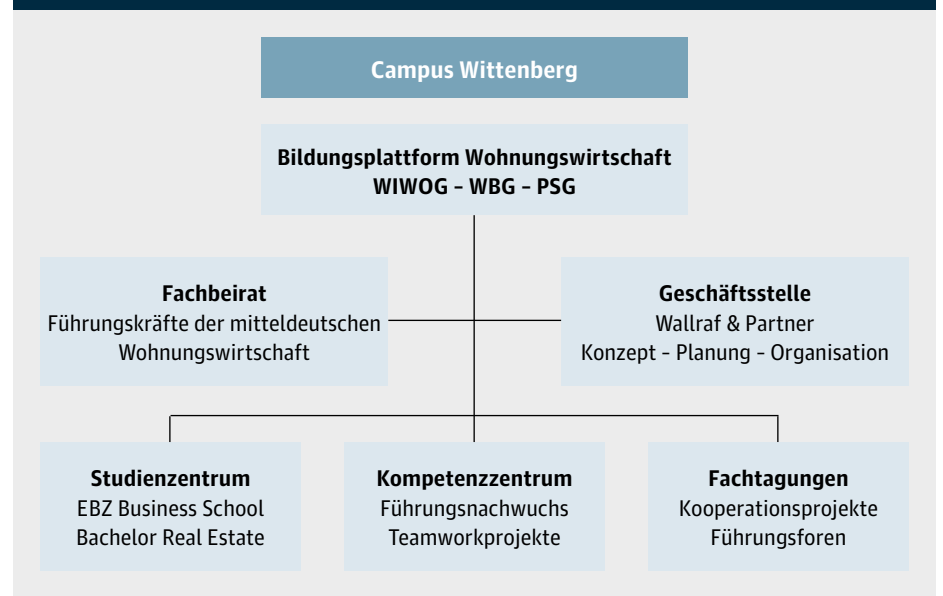 Campus Wittenberg
Bildungsplattform Wohnungswirtschaft
WIWOG – WBG – PSG
Fachbeirat
Führungskräfte der mitteldeutschen
Wohnungswirtschaft
Geschäftsstelle
Wallraf & Partner
Konzept – Planung – Organisation
Studienzentrum
EBZ Business School
Bachelor Real Estate
Kompetenzzentrum
Führungsnachwuchs
Teamworkprojekte
Fachtagungen
Kooperationsprojekte
Führungsforen